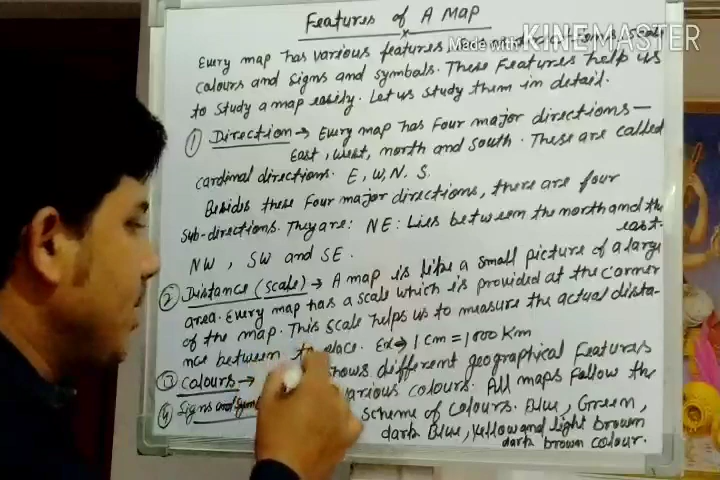 Features of A Map
Made with KINEMASTER
Every map has various features, scale
colours and signs and symbols. These Features help us
to study a map easily. Let us study them in detail.
① Direction → Every map has Four major directions —
East, West, north and South. These are called
cardinal directions. E, W, N. S.
Besides these Four major directions, there are four
sub-directions. They are: NE: Lies between the north and the
east.
NW, SW and SE.
② Distance (Scale) → A map is like a small picture of a large
area. Every map has a scale which is provided at the corner
of the map. This scale helps us to measure the actual dista-
nce between place. Ex → 1 cm = 1000 Km
③ Colours → hows different geographical Features
various colours. All maps follow the
④ Signs and scheme of colours. Blue, Green,
dark Blue, yellow and light brown
dark brown colour.